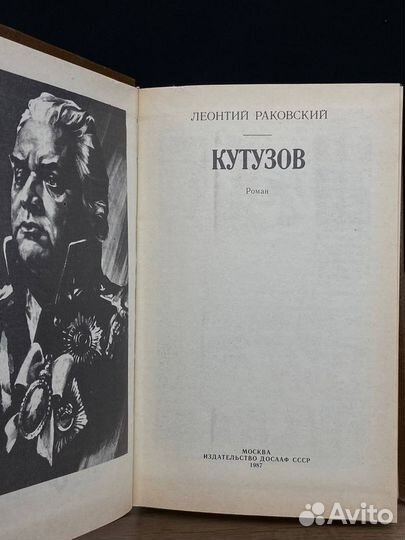 ЛЕОНТИЙ РАКОВСКИЙ
КУТУЗОВ
Роман
МОСКВА
ИЗДАТЕЛЬСТВО ДОСААФ СССР
1987
Avito